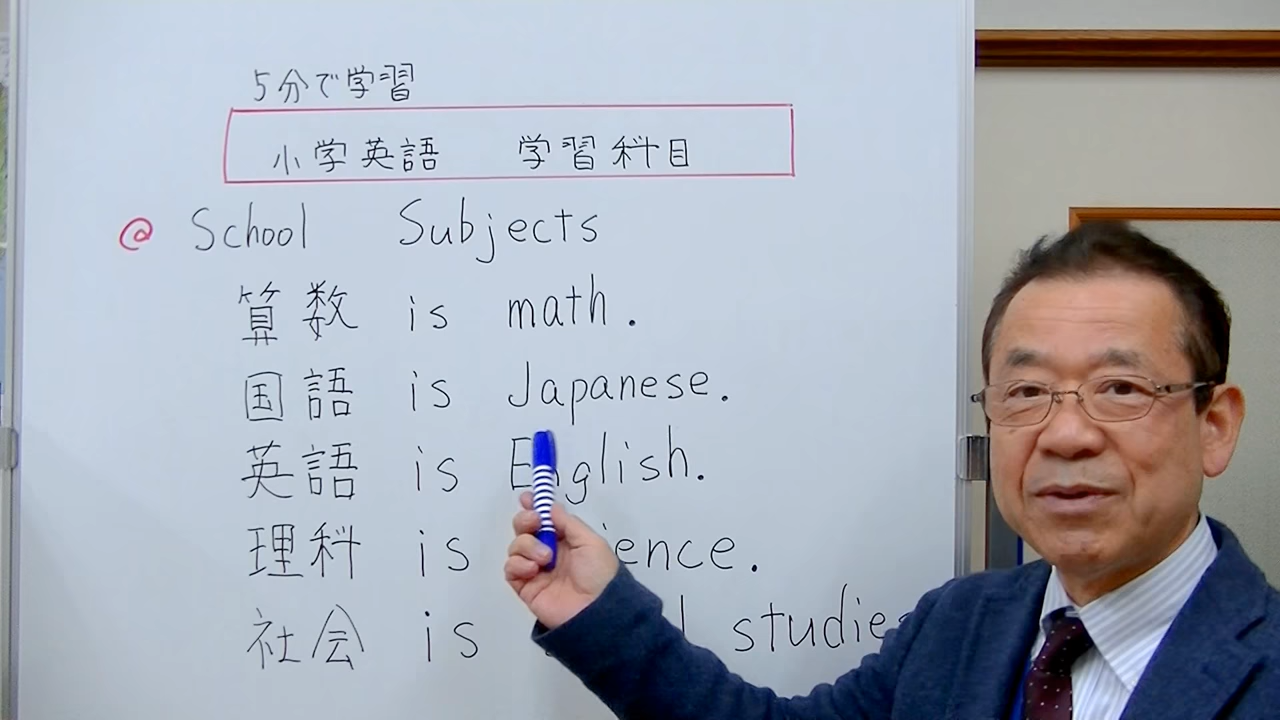 5分で学習
小学英語 学習科目
@ School Subjects
算数 is math.
国語 is Japanese.
英語 is English.
理科 is
社会 is